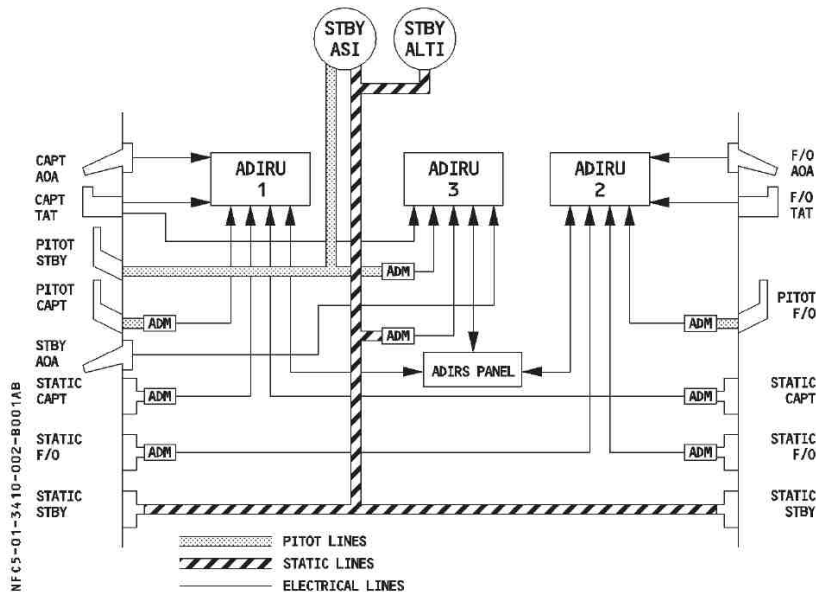 STBY
ASI
STBY
ALTI
CAPT
AOA
ADIRU
1
ADIRU
3
ADIRU
2
F/O
AOA
CAPT
TAT
F/O
TAT
PITOT
STBY
ADM
PITOT
CAPT
ADM
ADM
PITOT
F/O
ADM
STBY
AOA
ADIRS PANEL
STATIC
CAPT
ADM
ADM
STATIC
CAPT
STATIC
F/O
ADM
ADM
STATIC
F/O
STATIC
STBY
STATIC
STBY
PITOT LINES
STATIC LINES
ELECTRICAL LINES
NFC5-01-3410-002-B001AB